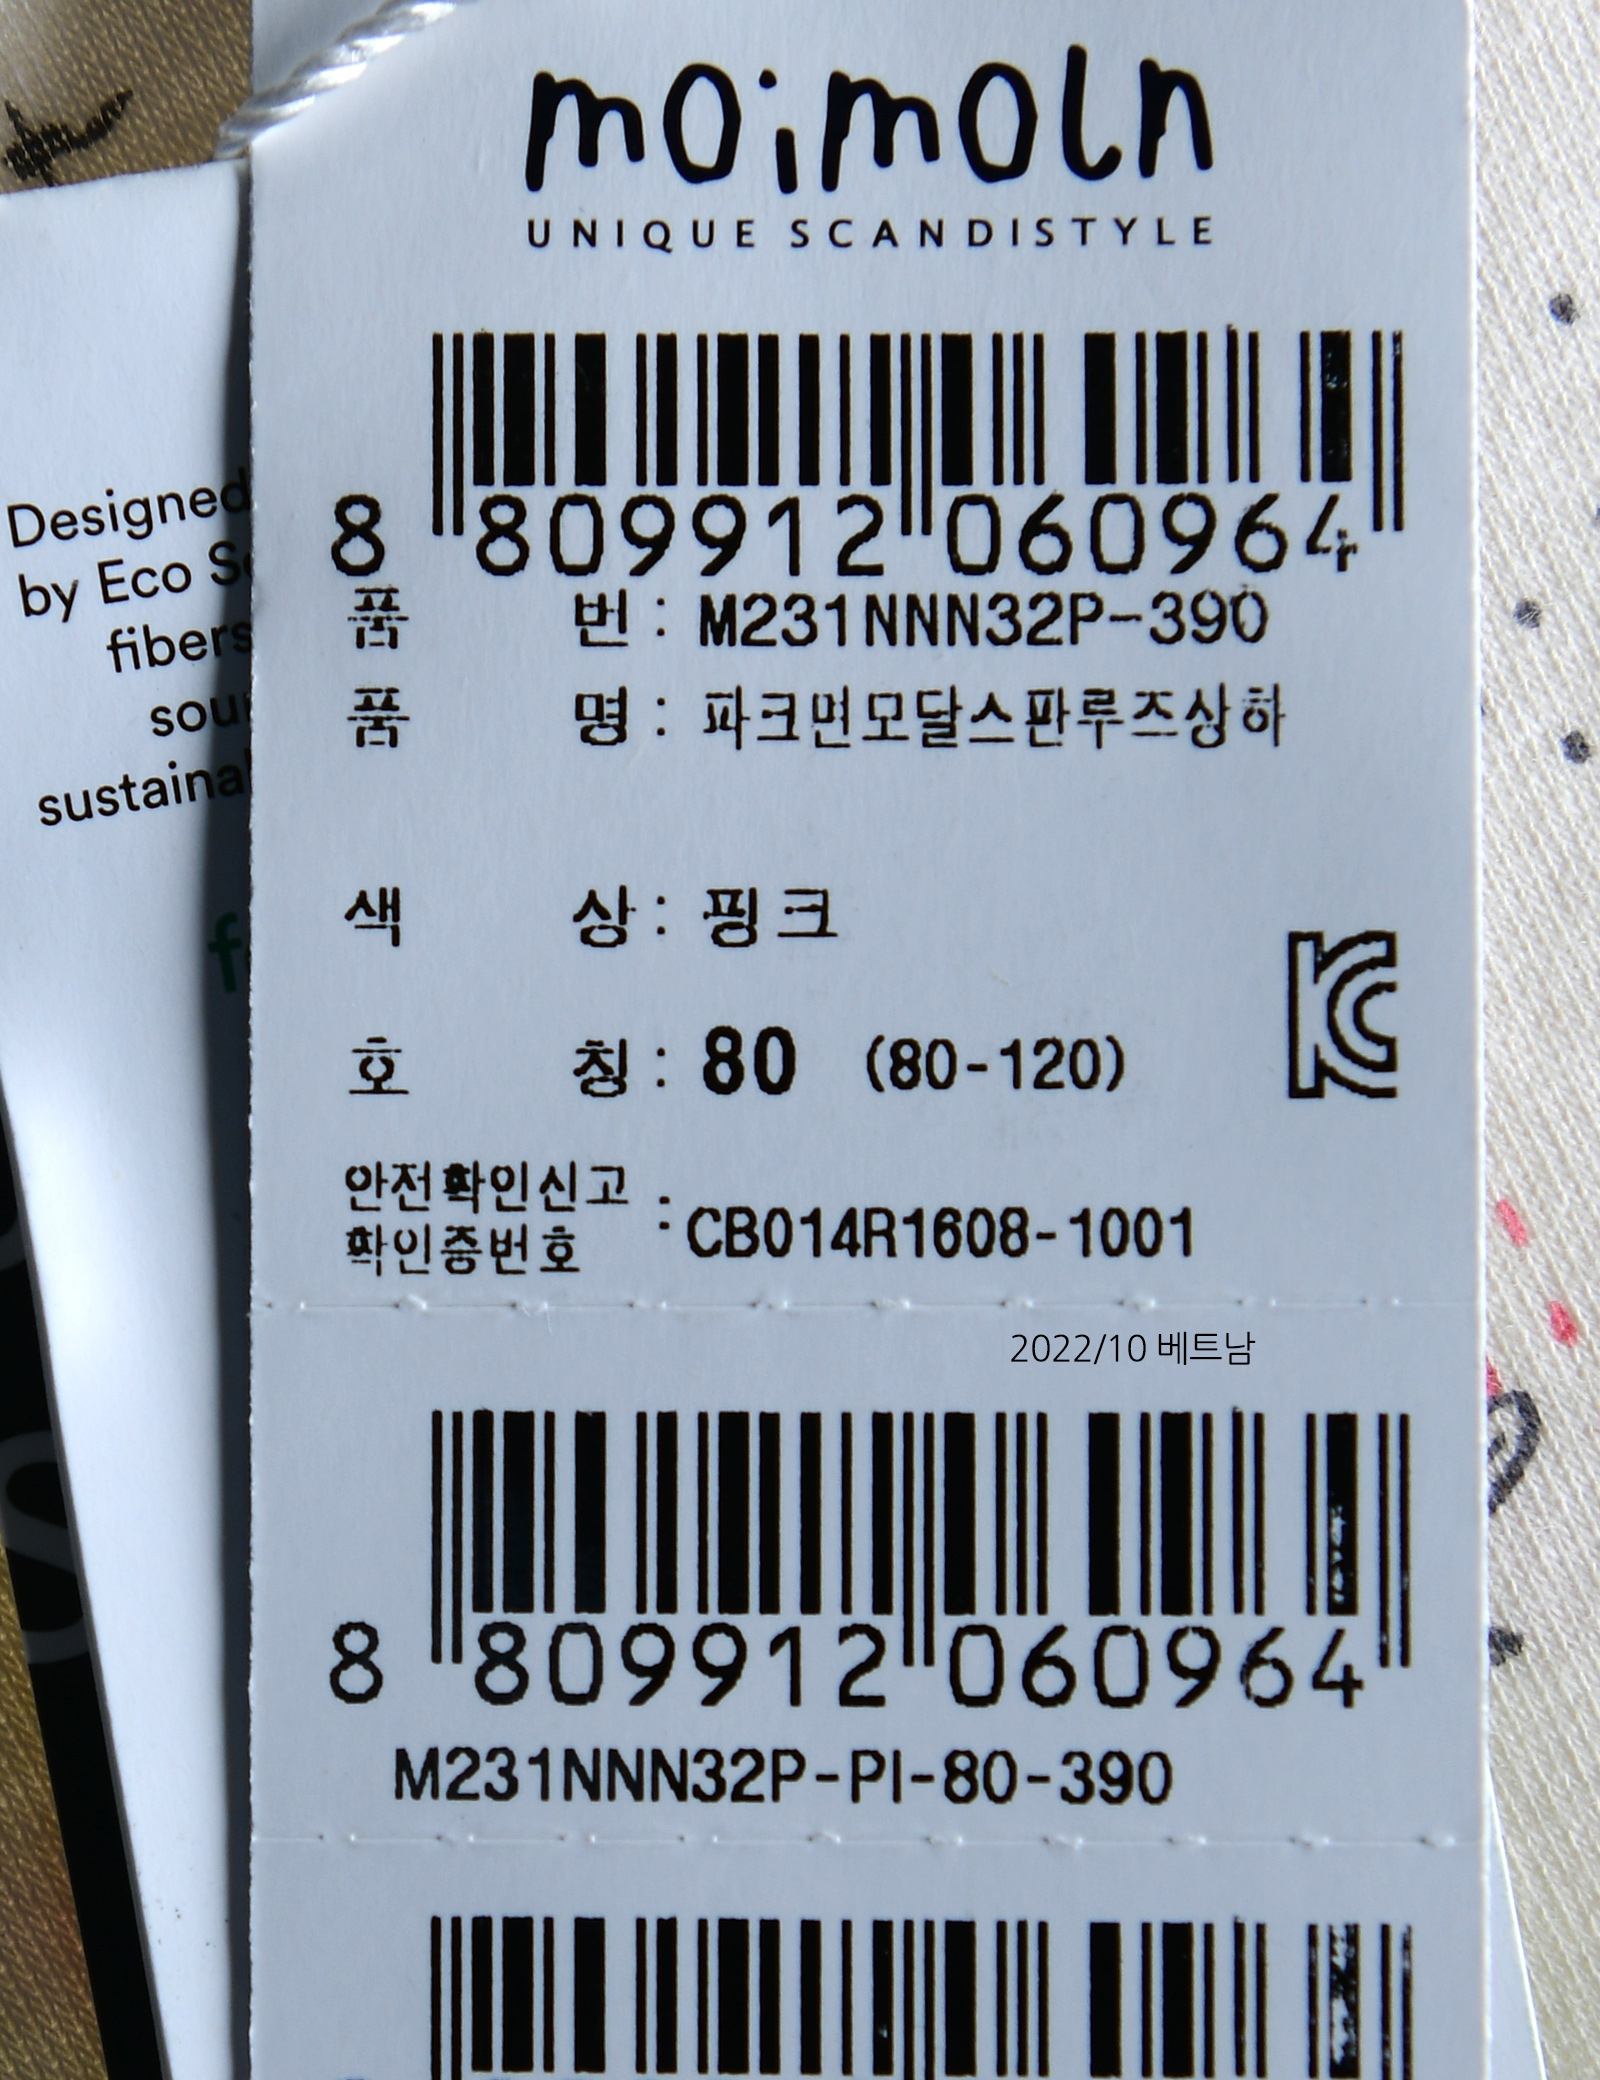 moimoln
UNIQUE SCANDISTYLE
8 809912 060964
품 번 : M231NNN32P-390
품 명 : 파크면모달스판루즈상하
색 상 : 핑크
호 칭 : 80 (80-120)
안전확인신고
확인증번호 : CB014R1608-1001
2022/10 베트남
8 809912 060964
M231NNN32P-PI-80-390
Designed
by Eco
fibers